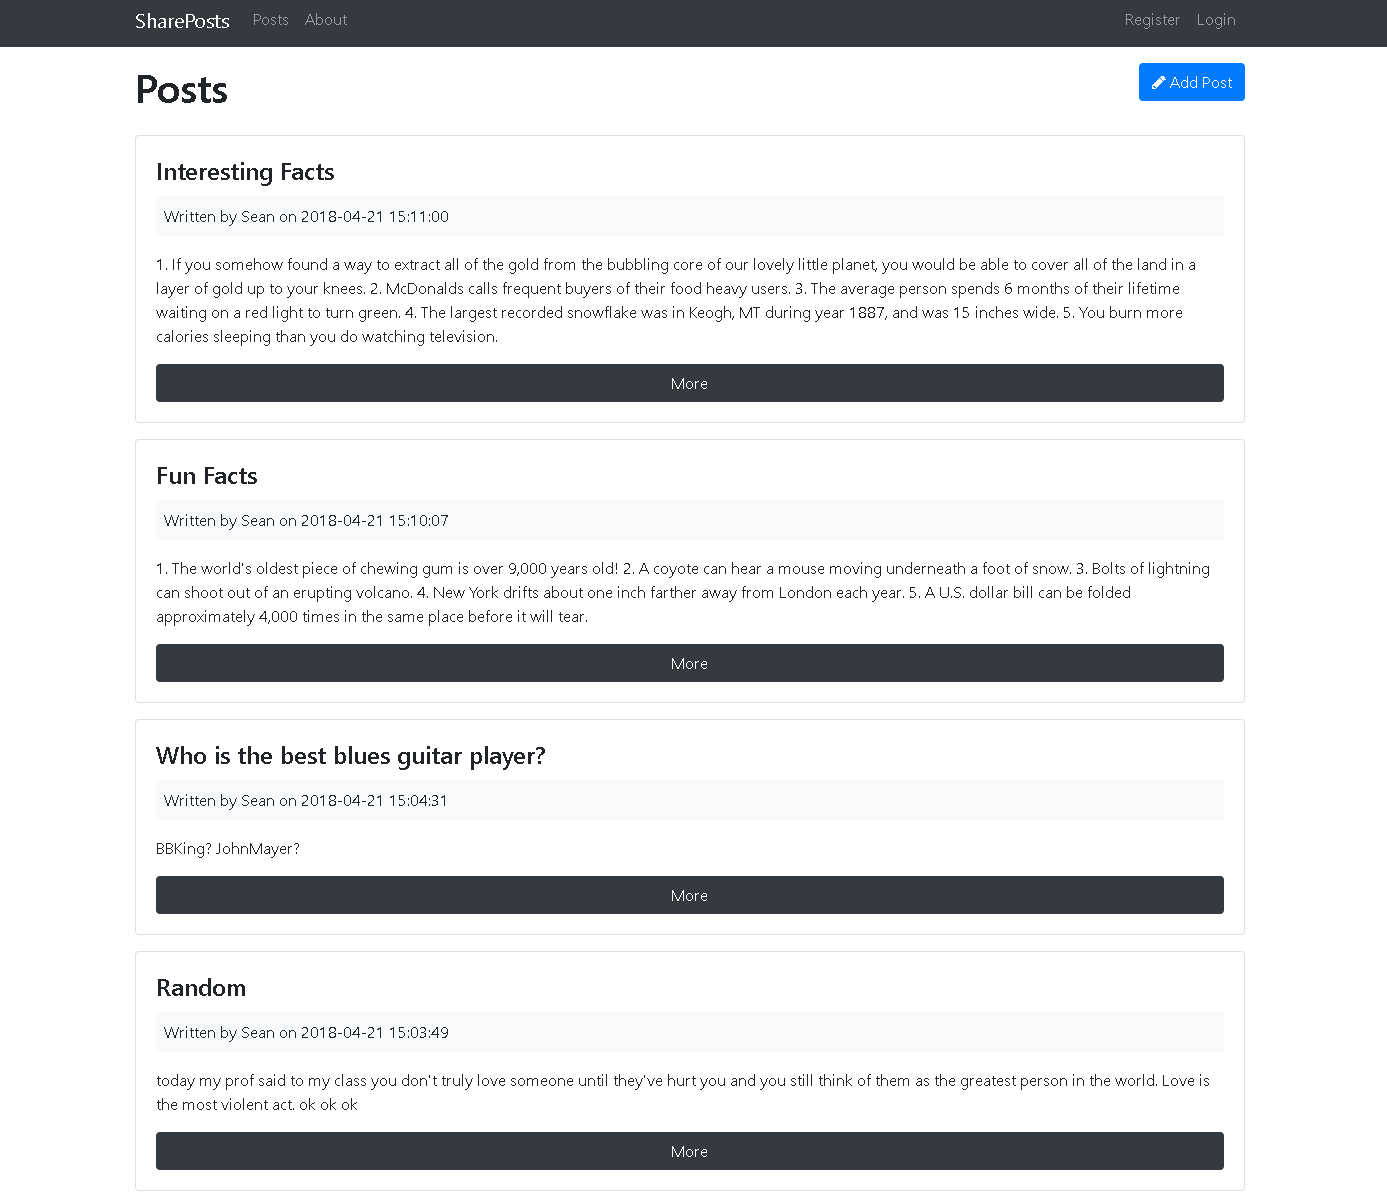 SharePosts Posts About Register Login
Posts
Add Post
Interesting Facts
Written by Sean on 2018-04-21 15:11:00
1. If you somehow found a way to extract all of the gold from the bubbling core of our lovely little planet, you would be able to cover all of the land in a
layer of gold up to your knees. 2. McDonalds calls frequent buyers of their food heavy users. 3. The average person spends 6 months of their lifetime
waiting on a red light to turn green. 4. The largest recorded snowflake was in Keogh, MT during year 1887, and was 15 inches wide. 5. You burn more
calories sleeping than you do watching television.
More
Fun Facts
Written by Sean on 2018-04-21 15:10:07
1. The world's oldest piece of chewing gum is over 9,000 years old! 2. A coyote can hear a mouse moving underneath a foot of snow. 3. Bolts of lightning
can shoot out of an erupting volcano. 4. New York drifts about one inch farther away from London each year. 5. A U.S. dollar bill can be folded
approximately 4,000 times in the same place before it will tear.
More
Who is the best blues guitar player?
Written by Sean on 2018-04-21 15:04:31
BBKing? JohnMayer?
More
Random
Written by Sean on 2018-04-21 15:03:49
today my prof said to my class you don't truly love someone until they've hurt you and you still think of them as the greatest person in the world. Love is
the most violent act. ok ok ok
More